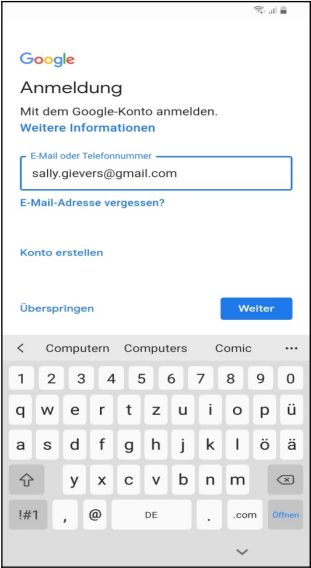 Google
Anmeldung
Mit dem Google-Konto anmelden.
Weitere Informationen
E-Mail oder Telefonnummer
sally.gievers@gmail.com
E-Mail-Adresse vergessen?
Konto erstellen
Überspringen Weiter
Computern Computers Comic ...
1 2 3 4 5 6 7 8 9 0
q w e r t z u i o p ü
a s d f g h j k l ö ä
y x c v b n m
!#1 , @ DE . .com Öffnen